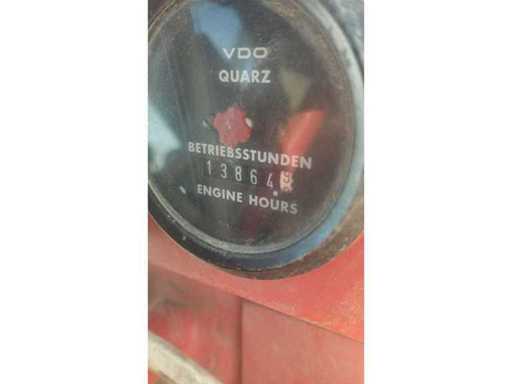 VDO
QUARZ
BETRIEBSSTUNDEN
13864
ENGINE HOURS